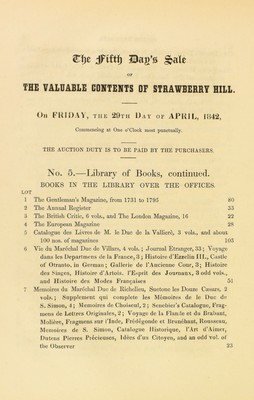 The Fifth Day's Sale
OF
THE VALUABLE CONTENTS OF STRAWBERRY HILL.
On FRIDAY, THE 29TH DAY OF APRIL, 1842,
Commencing at One o'Clock most punctually.
THE AUCTION DUTY IS TO BE PAID BY THE PURCHASERS.
No. 5.—Library of Books, continued.
BOOKS IN THE LIBRARY OVER THE OFFICES.
LOT
1 The Gentleman's Magazine, from 1731 to 1795 80
2 The Annual Register 33
3 The British Critic, 6 vols., and The London Magazine, 16 22
4 The European Magazine 28
5 Catalogue des Livres de M. le Duc de la Vallierè, 3 vols., and about
100 nos. of magazines 103
6 Vie du Maréchal Duc de Villars, 4 vols.; Journal Etranger, 33; Voyage
dans les Departmens de la France, 3; Histoire d'Ezzelin III., Castle
of Otranto, in German; Gallerie de l'Ancienne Cour, 3; Histoire
des Singes, Histoire d'Artois, l'Esprit des Journaux, 3 odd vols.,
and Histoire des Modes Françaises 51
7 Memoires du Maréchal Duc de Richelieu, Suetone les Douze Cæsars, 2
vols.; Supplement qui complete les Mémoires de le Duc de
S. Simon, 4; Memoires de Choiseul, 2; Senebier's Catalogue, Frag-
mens de Lettres Originales, 2; Voyage de la Flandre et du Brabant,
Molière, Fragmens sur l'Inde, Frédégonde et Brunéhaut, Rousseau,
Memoires de S. Simon, Catalogue Historique, l'Art d'Aimer,
Dutens Pierres Précieuses, Idées d'un Citoyen, and an odd vol. of
the Observer 25